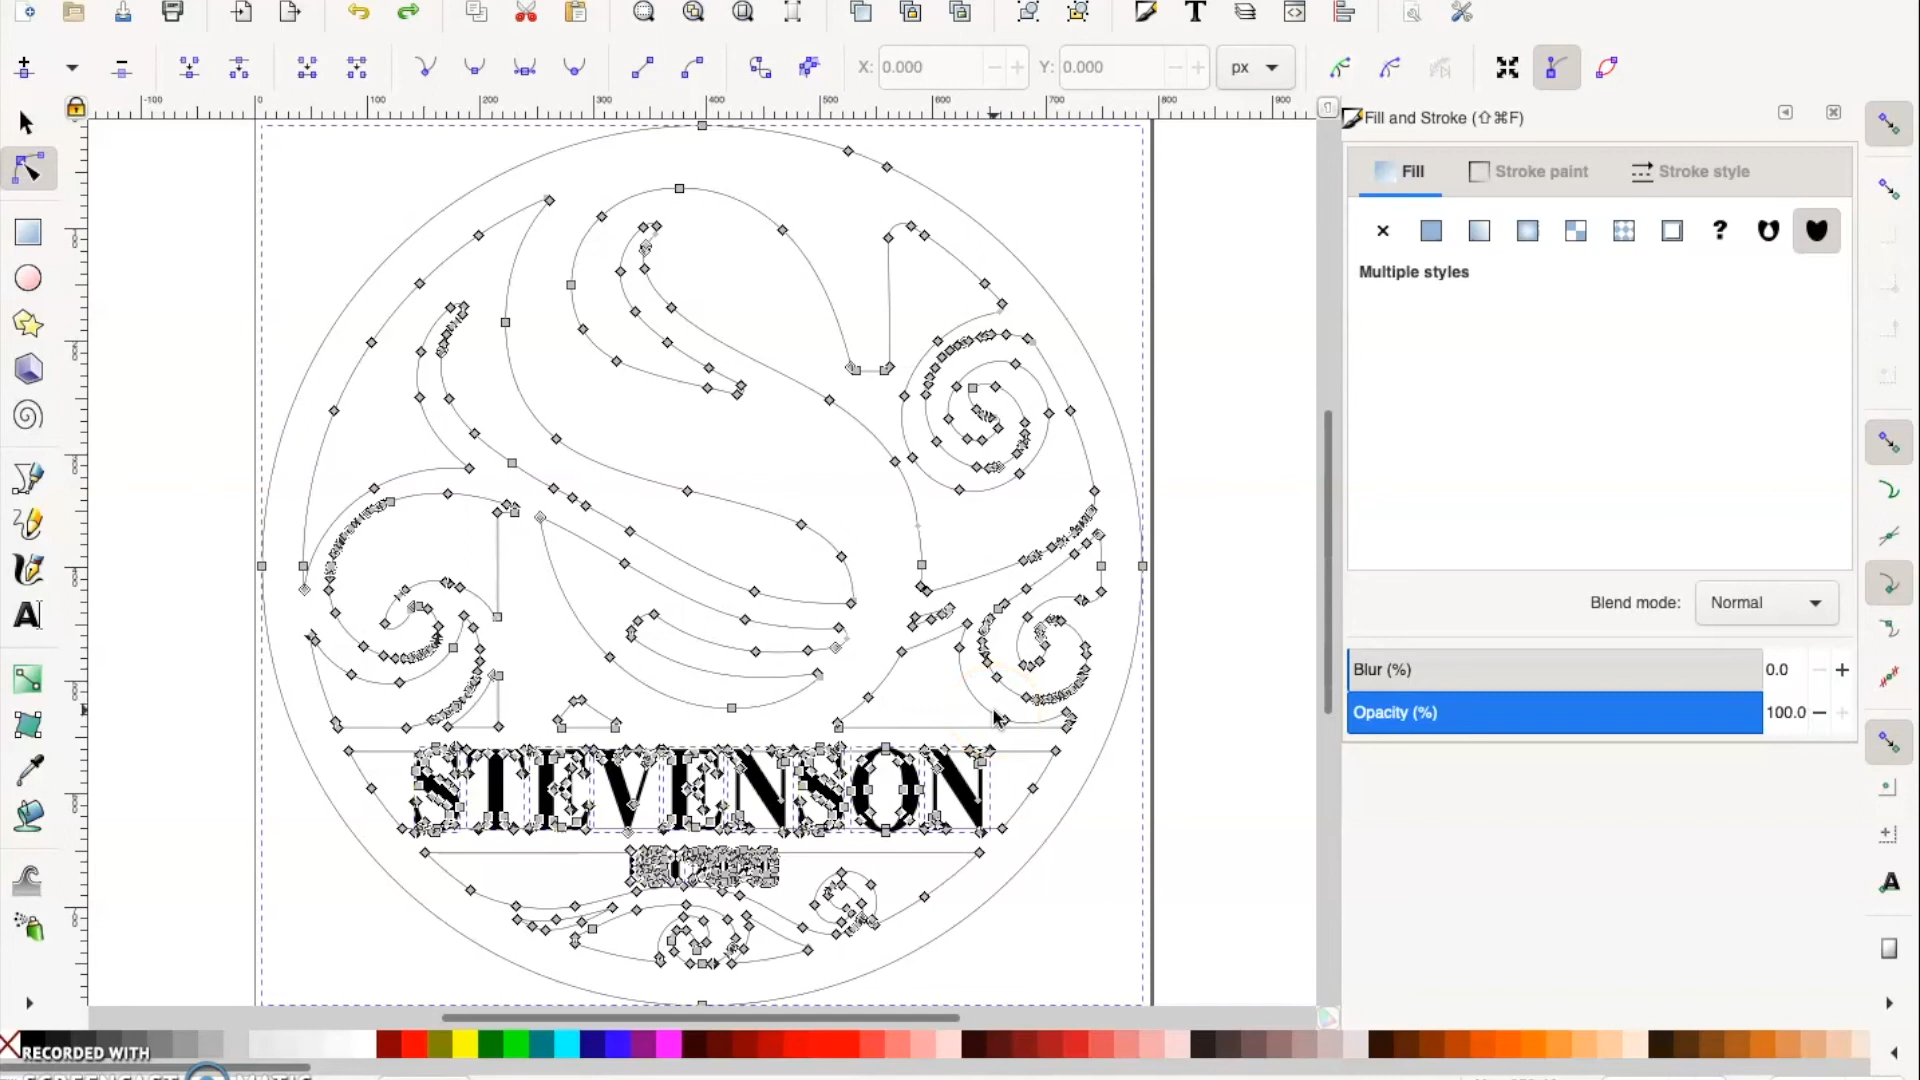 X: 0.000 Y: 0.000 px
-100 0 100 200 300 400 500 600 700 800 900
Fill and Stroke (⇧⌘F)
Fill Stroke paint Stroke style
Multiple styles
Blend mode: Normal
Blur (%) 0.0
Opacity (%) 100.0
STEVENSON
RECORDED WITH